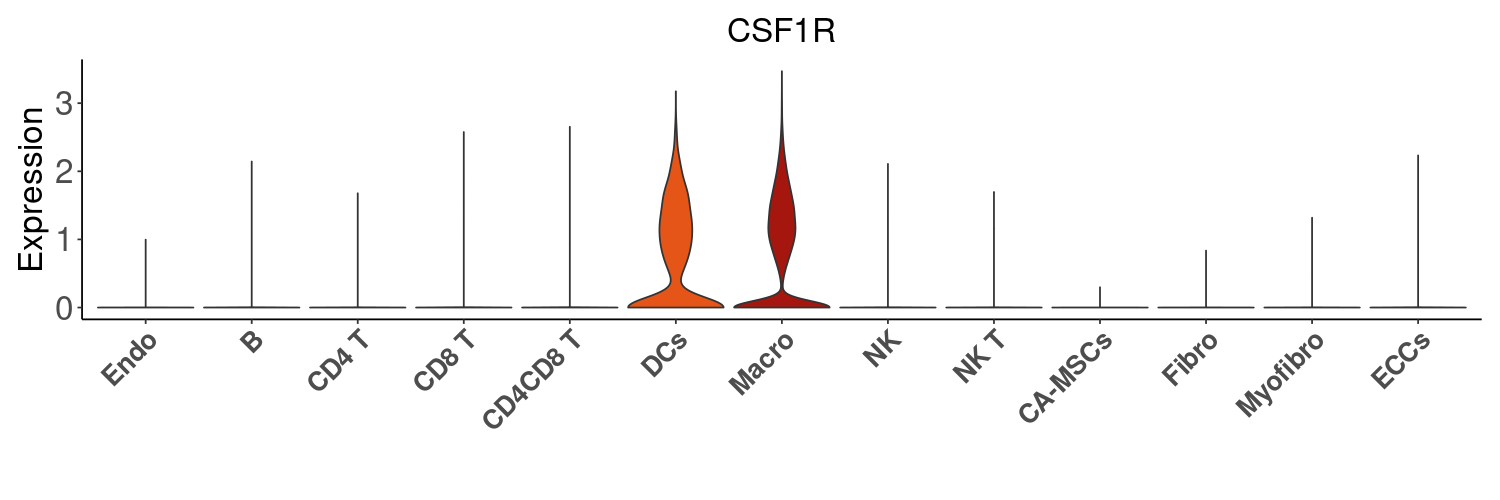 CSF1R
Expression
3
2
1
0
Endo
B
CD4 T
CD8 T
CD4CD8 T
DCs
Macro
NK
NK T
CA-MSCs
Fibro
Myofibro
ECCs